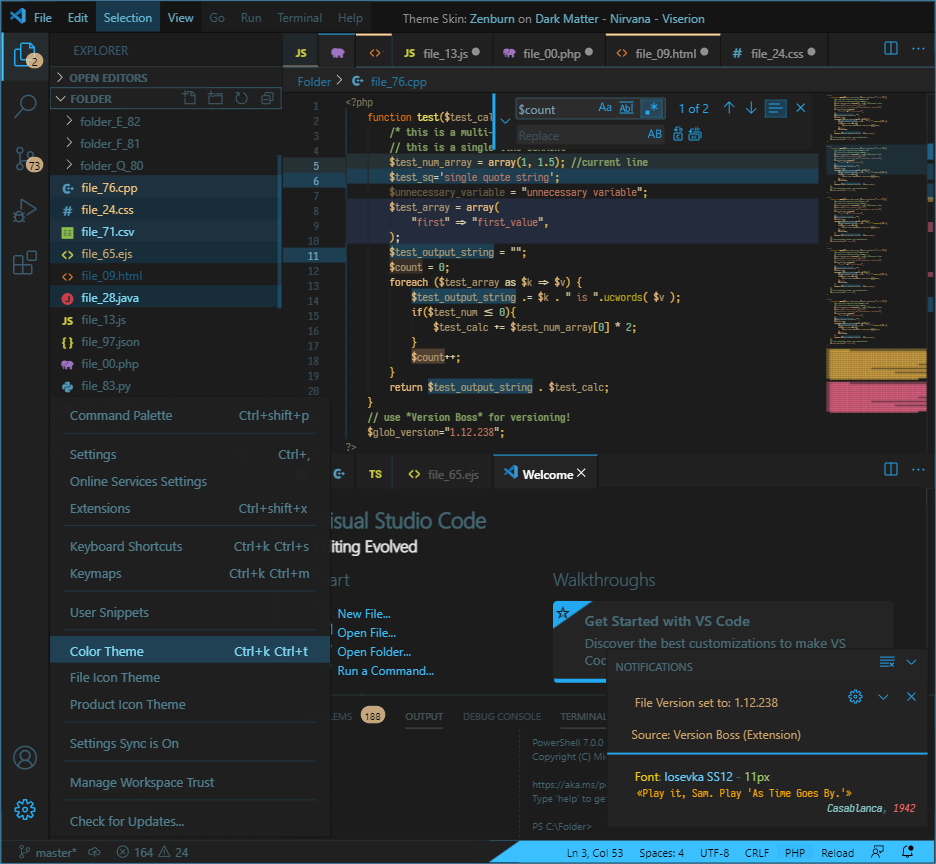 File Edit Selection View Go Run Terminal Help Theme Skin: Zenburn on Dark Matter - Nirvana - Viserion
2
73
EXPLORER
OPEN EDITORS
FOLDER
folder_E_82
folder_F_81
folder_Q_80
file_76.cpp
file_24.css
file_71.csv
file_65.ejs
file_09.html
file_28.java
JS file_13.js
{} file_97.json
file_00.php
file_83.py
JS JS file_13.js file_00.php file_09.html # file_24.css
Folder > file_76.cpp
$count Aa Abl .* 1 of 2
Replace AB
1 <?php
2 function test($test_cal
3 /* this is a multi-
4 // this is a single
5 $test_num_array = array(1, 1.5); //current line
6 $test_sq='single quote string';
7 $unnecessary_variable = "unnecessary variable";
8 $test_array = array(
9 "first" => "first_value",
10 );
11 $test_output_string = "";
12 $count = 0;
13 foreach ($test_array as $k => $v) {
14 $test_output_string .= $k . " is ".ucwords( $v );
15 if($test_num ≤ 0){
16 $test_calc += $test_num_array[0] * 2;
17 }
18 $count++;
19 }
20 return $test_output_string . $test_calc;
}
// use *Version Boss* for versioning!
$glob_version="1.12.238";
?>
Command Palette Ctrl+shift+p
Settings Ctrl+,
Online Services Settings
Extensions Ctrl+shift+x
Keyboard Shortcuts Ctrl+k Ctrl+s
Keymaps Ctrl+k Ctrl+m
User Snippets
Color Theme Ctrl+k Ctrl+t
File Icon Theme
Product Icon Theme
Settings Sync is On
Manage Workspace Trust
Check for Updates...
TS file_65.ejs Welcome
isual Studio Code
iting Evolved
art
New File...
Open File...
Open Folder...
Run a Command...
Walkthroughs
Get Started with VS Code
Discover the best customizations to make VS
Coc
LEMS 188 OUTPUT DEBUG CONSOLE TERMINAL
PowerShell 7.0.0
Copyright (C) Mi
https://aka.ms/p
Type 'help' to ge
PS C:\Folder>
NOTIFICATIONS
File Version set to: 1.12.238
Source: Version Boss (Extension)
Font: Iosevka SS12 - 11px
«Play it, Sam. Play 'As Time Goes By.'»
Casablanca, 1942
master* 164 24 Ln 3, Col 53 Spaces: 4 UTF-8 CRLF PHP Reload